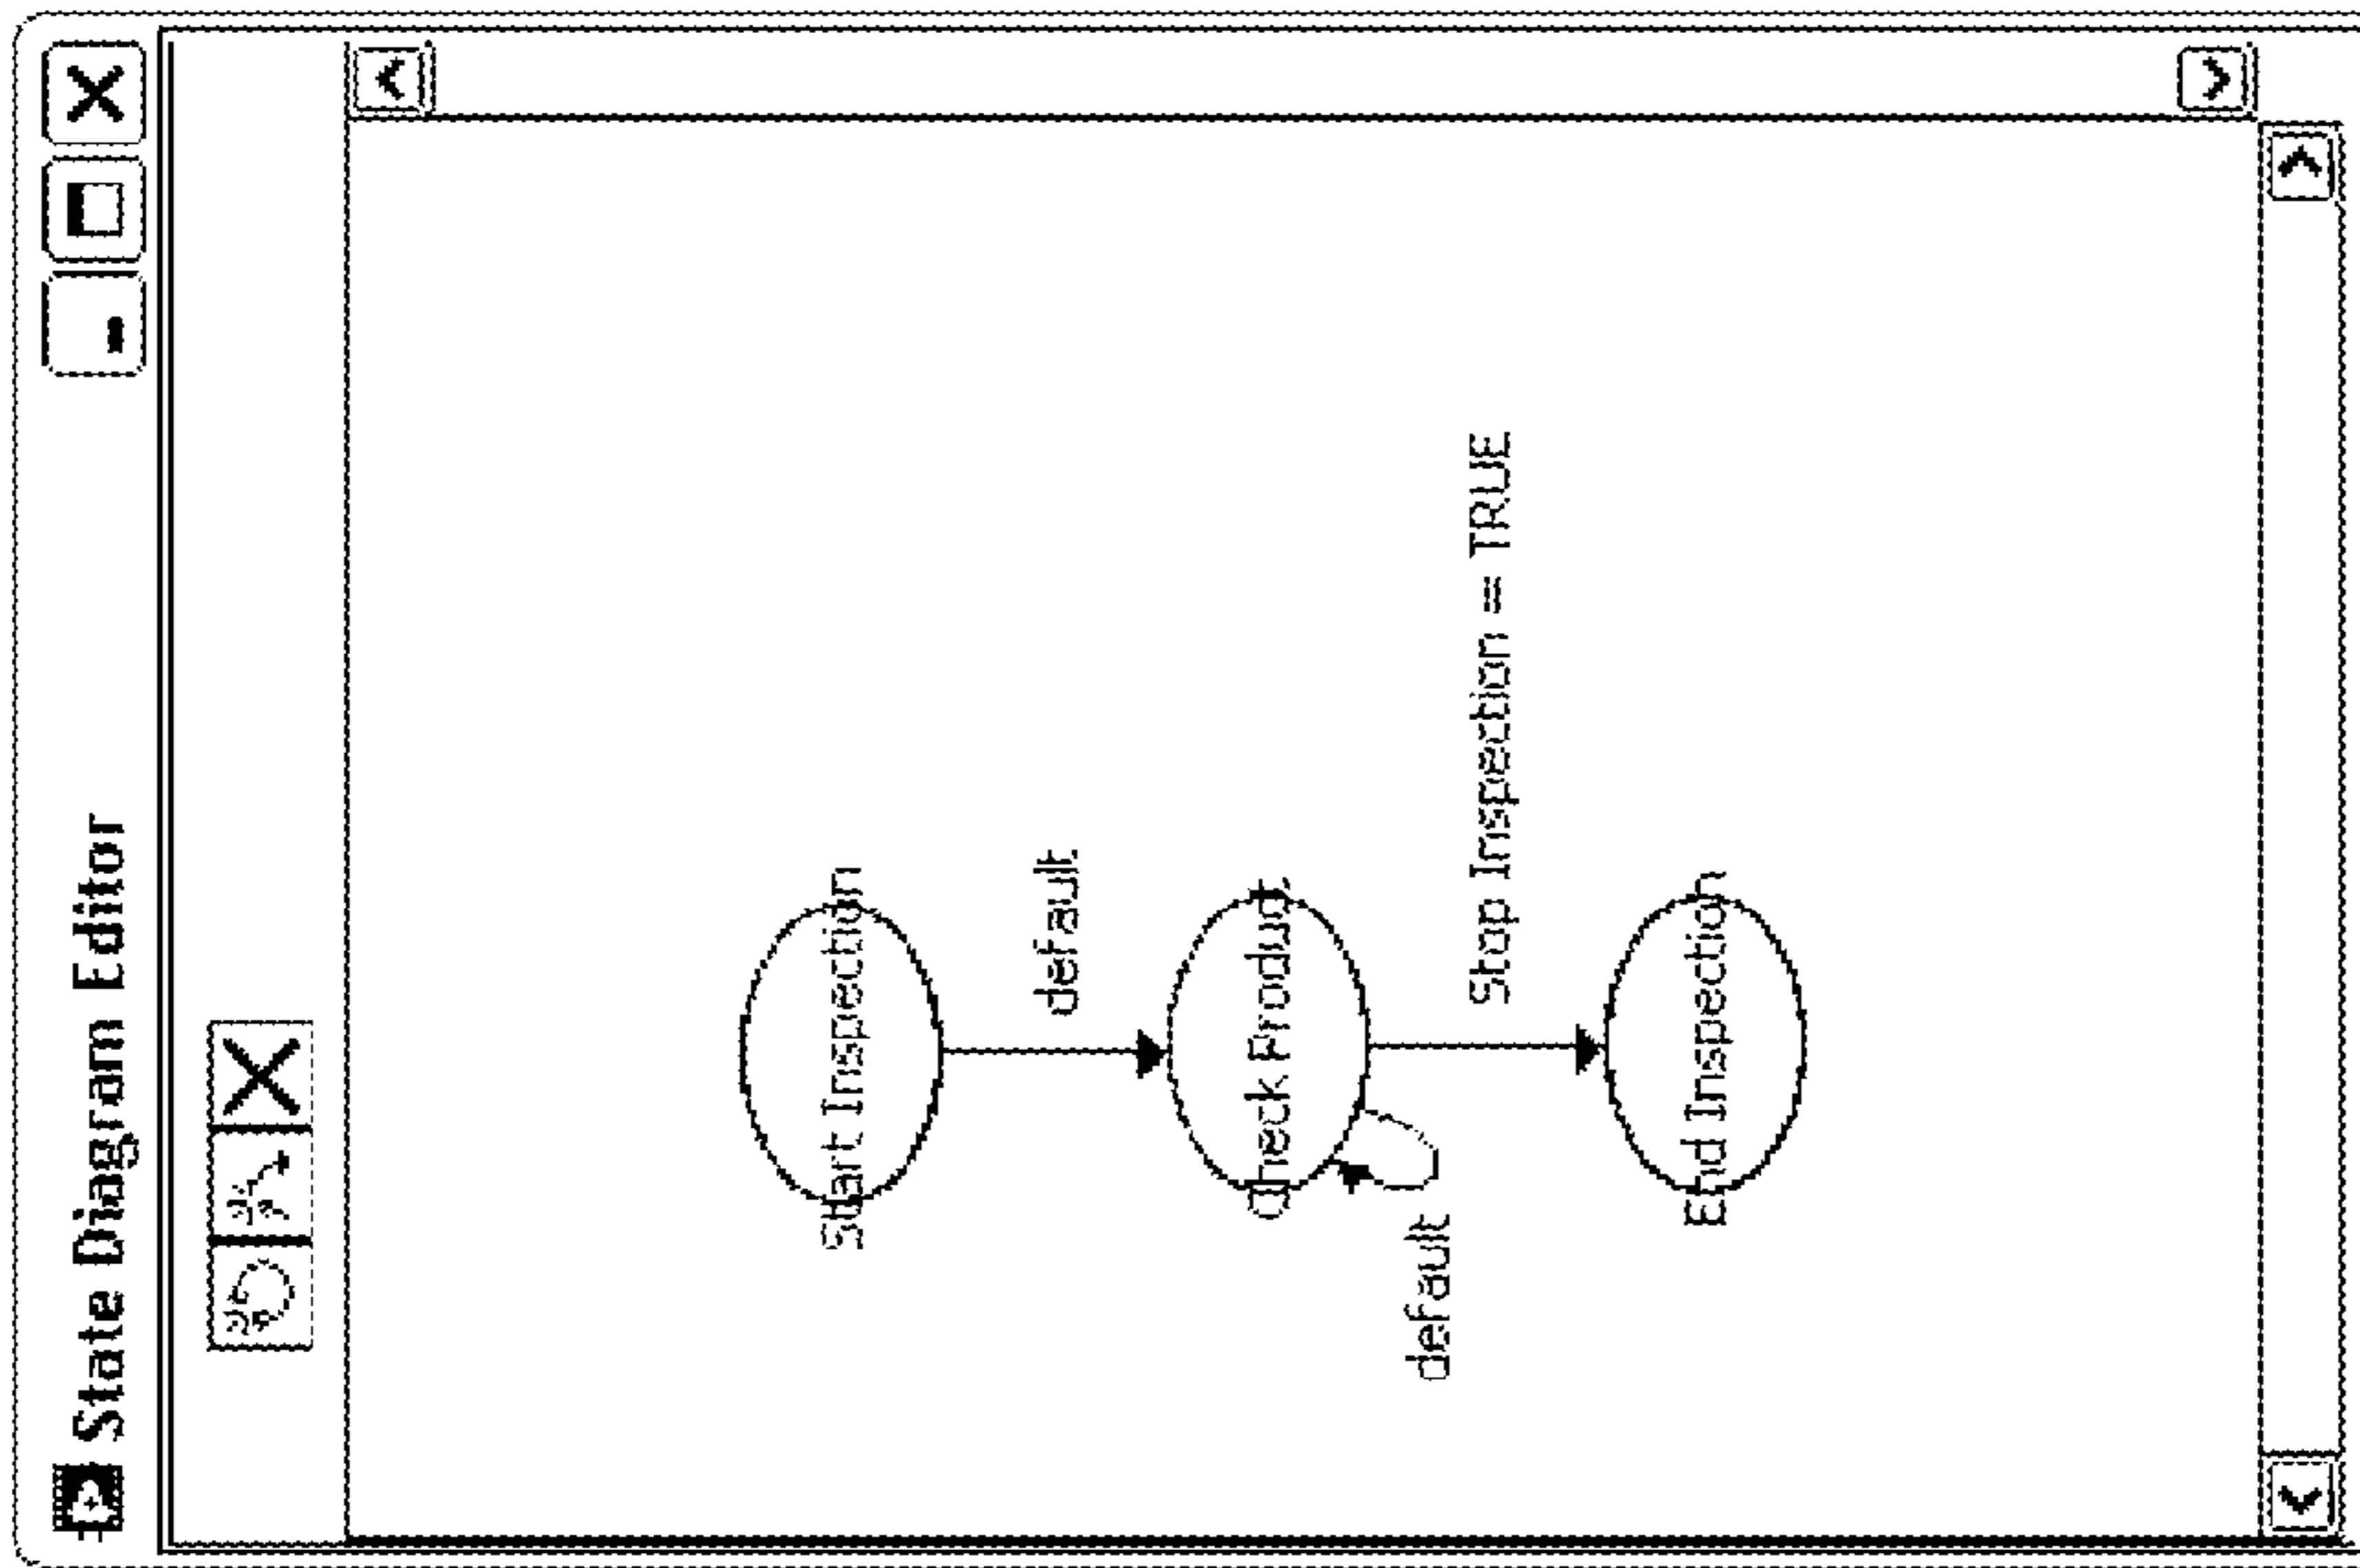 State Diagram Editor
Start Inspection
default
Check Product
default
Stop Inspection = TRUE
End Inspection